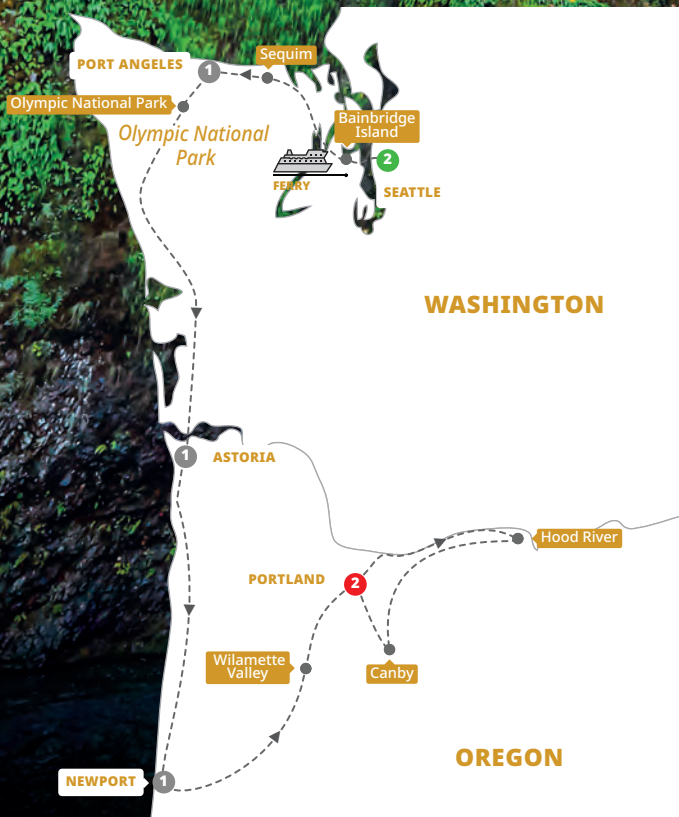 Sequim
PORT ANGELES
1
Olympic National Park
Bainbridge
Island
Olympic National
Park
2
FERRY
SEATTLE
WASHINGTON
1
ASTORIA
Hood River
PORTLAND
2
Wilamette
Valley
Canby
OREGON
NEWPORT
1